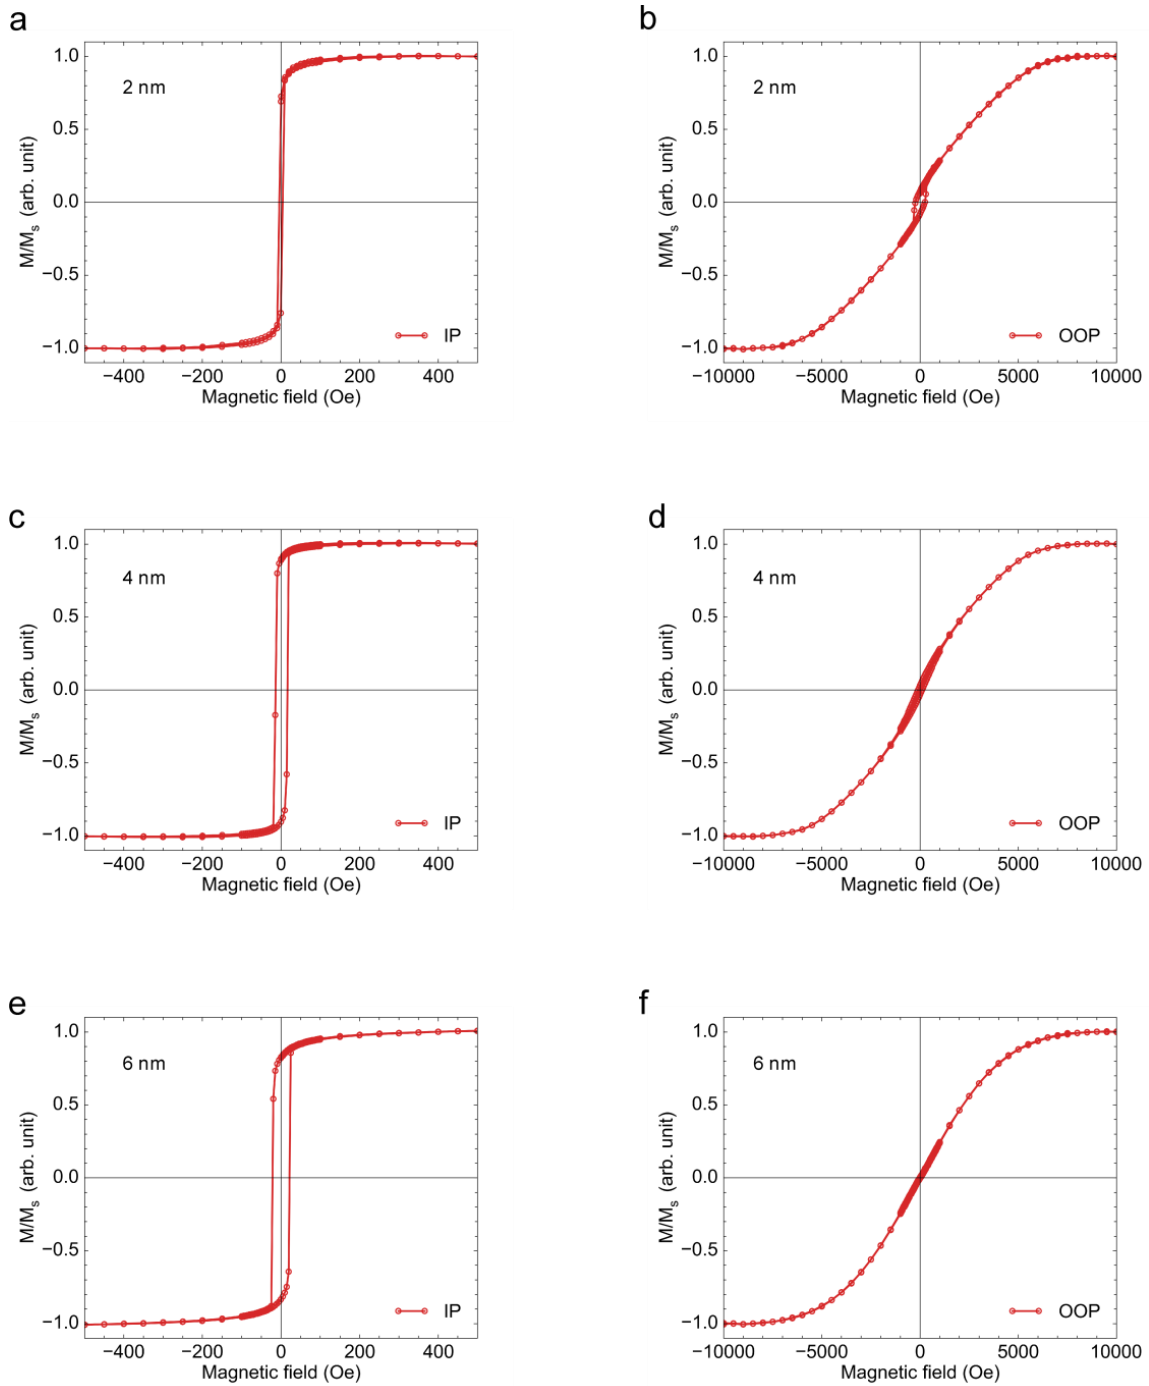 a
1.0
0.5
0.0
−0.5
−1.0
M/Ms (arb. unit)
2 nm
IP
−400 −200 0 200 400
Magnetic field (Oe)
b
1.0
0.5
0.0
−0.5
−1.0
M/Ms (arb. unit)
2 nm
OOP
−10000 −5000 0 5000 10000
Magnetic field (Oe)
c
1.0
0.5
0.0
−0.5
−1.0
M/Ms (arb. unit)
4 nm
IP
−400 −200 0 200 400
Magnetic field (Oe)
d
1.0
0.5
0.0
−0.5
−1.0
M/Ms (arb. unit)
4 nm
OOP
−10000 −5000 0 5000 10000
Magnetic field (Oe)
e
1.0
0.5
0.0
−0.5
−1.0
M/Ms (arb. unit)
6 nm
IP
−400 −200 0 200 400
Magnetic field (Oe)
f
1.0
0.5
0.0
−0.5
−1.0
M/Ms (arb. unit)
6 nm
OOP
−10000 −5000 0 5000 10000
Magnetic field (Oe)